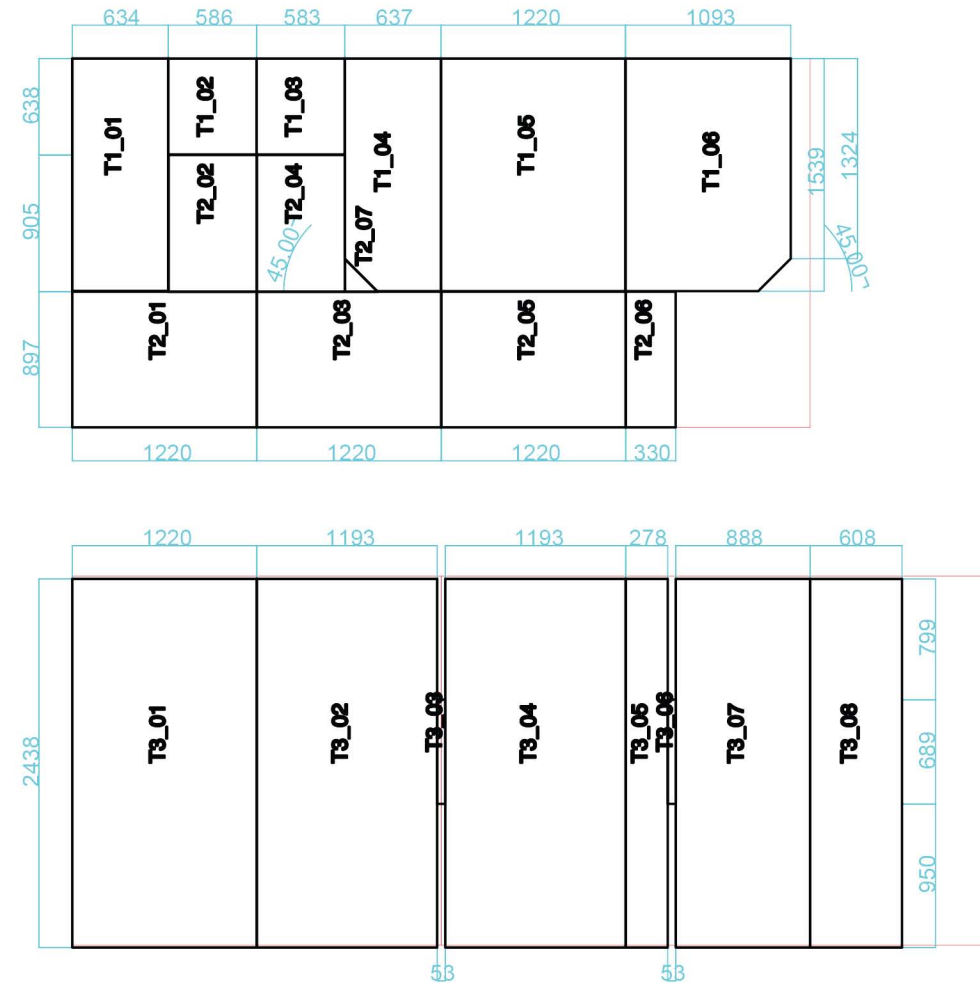 634 586 583 637 1220 1093
638
T1_01
T1_02
T1_03
T1_04
T1_05
T1_06
1539
1324
905
T2_02
T2_04
T2_07
45.00°
45.00°
897
T2_01
T2_03
T2_05
T2_06
1220 1220 1220 330
1220 1193 1193 278 888 608
799
2438
T3_01
T3_02
T3_03
T3_04
T3_05
T3_06
T3_07
T3_08
689
950
53 53